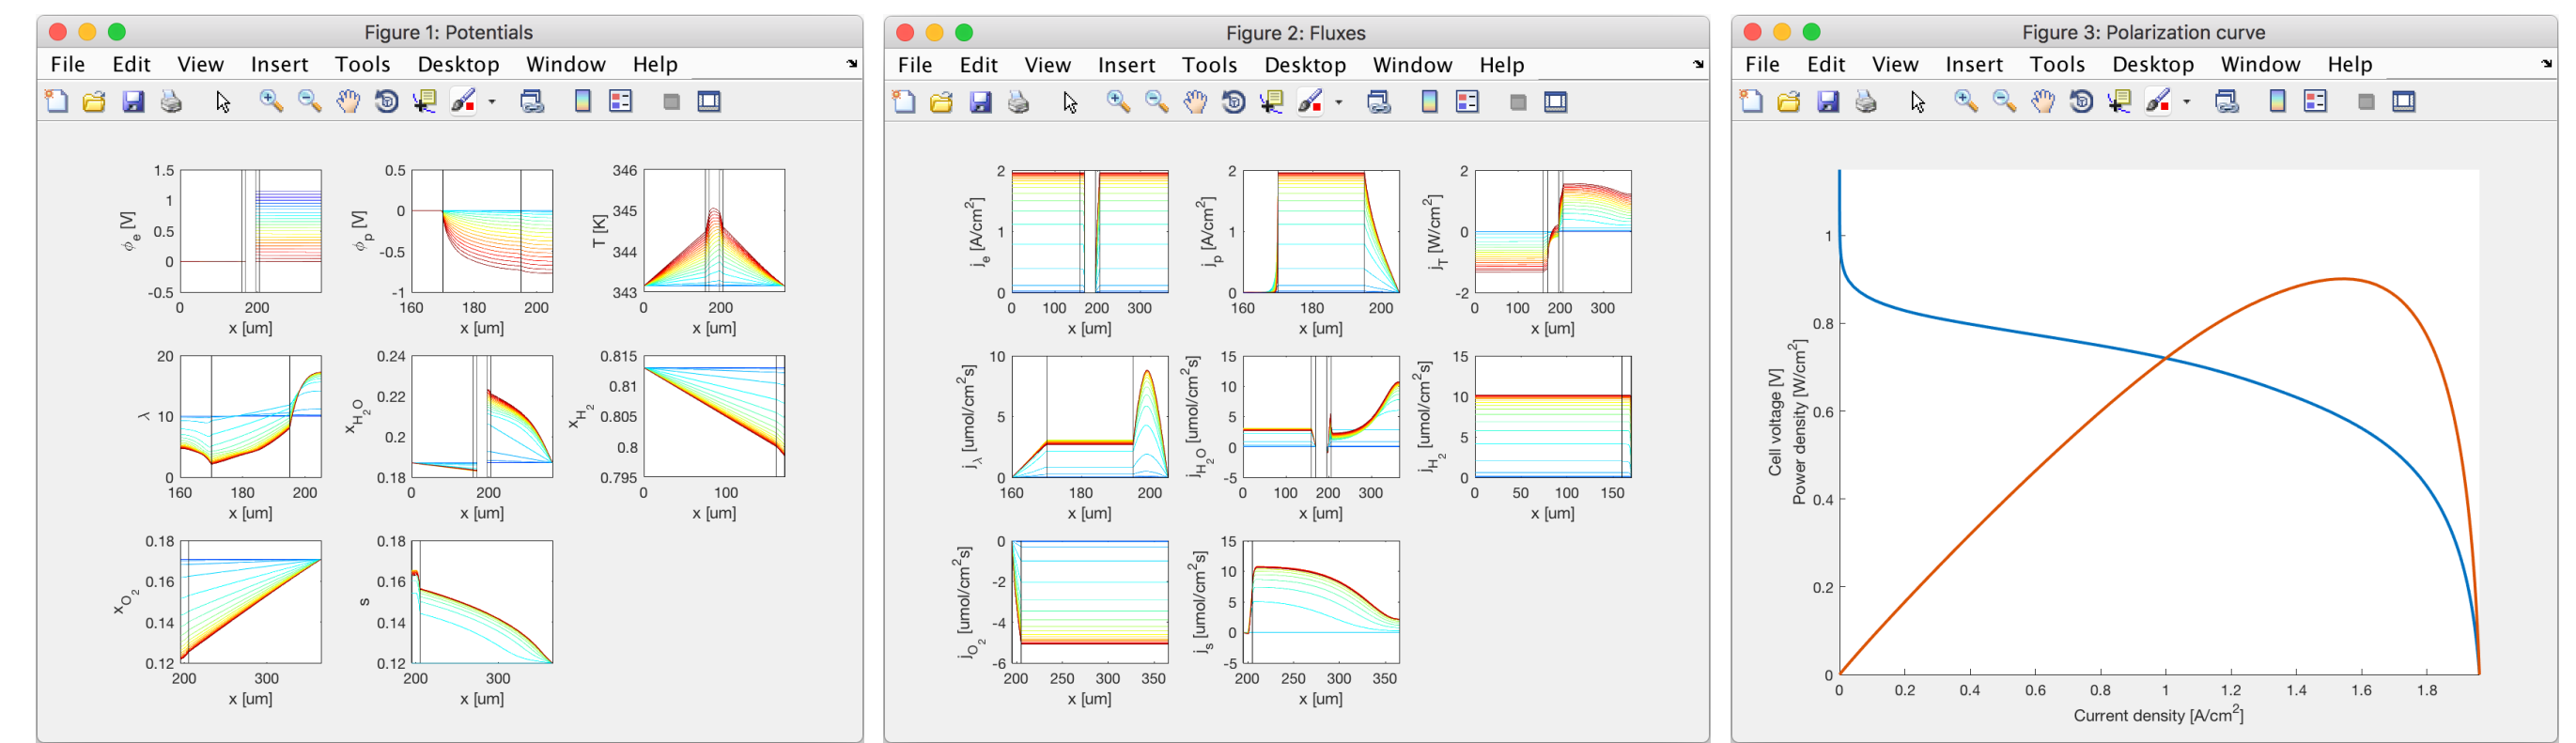 Figure 1: Potentials
File Edit View Insert Tools Desktop Window Help
1.5
1
0.5
0
-0.5
ϕe [V]
0 200
x [um]
0.5
0
-0.5
-1
ϕp [V]
160 180 200
x [um]
346
345
344
343
T [K]
0 200
x [um]
20
10
0
λ
160 180 200
x [um]
0.24
0.22
0.2
0.18
xH2O
0 200
x [um]
0.815
0.81
0.805
0.8
0.795
xH2
0 100
x [um]
0.18
0.16
0.14
0.12
xO2
200 300
x [um]
0.18
0.16
0.14
0.12
s
200 300
x [um]
Figure 2: Fluxes
File Edit View Insert Tools Desktop Window Help
2
1
0
je [A/cm2]
0 100 200 300
x [um]
2
1
0
jp [A/cm2]
160 180 200
x [um]
2
0
-2
jT [W/cm2]
0 100 200 300
x [um]
10
5
0
jλ [umol/cm2s]
160 180 200
x [um]
15
10
5
0
-5
jH2O [umol/cm2s]
0 100 200 300
x [um]
15
10
5
0
jH2 [umol/cm2s]
0 50 100 150
x [um]
0
-2
-4
-6
jO2 [umol/cm2s]
200 250 300 350
x [um]
15
10
5
0
-5
js [umol/cm2s]
200 250 300 350
x [um]
Figure 3: Polarization curve
File Edit View Insert Tools Desktop Window Help
Cell voltage [V]
Power density [W/cm2]
1
0.8
0.6
0.4
0.2
0
0 0.2 0.4 0.6 0.8 1 1.2 1.4 1.6 1.8
Current density [A/cm2]